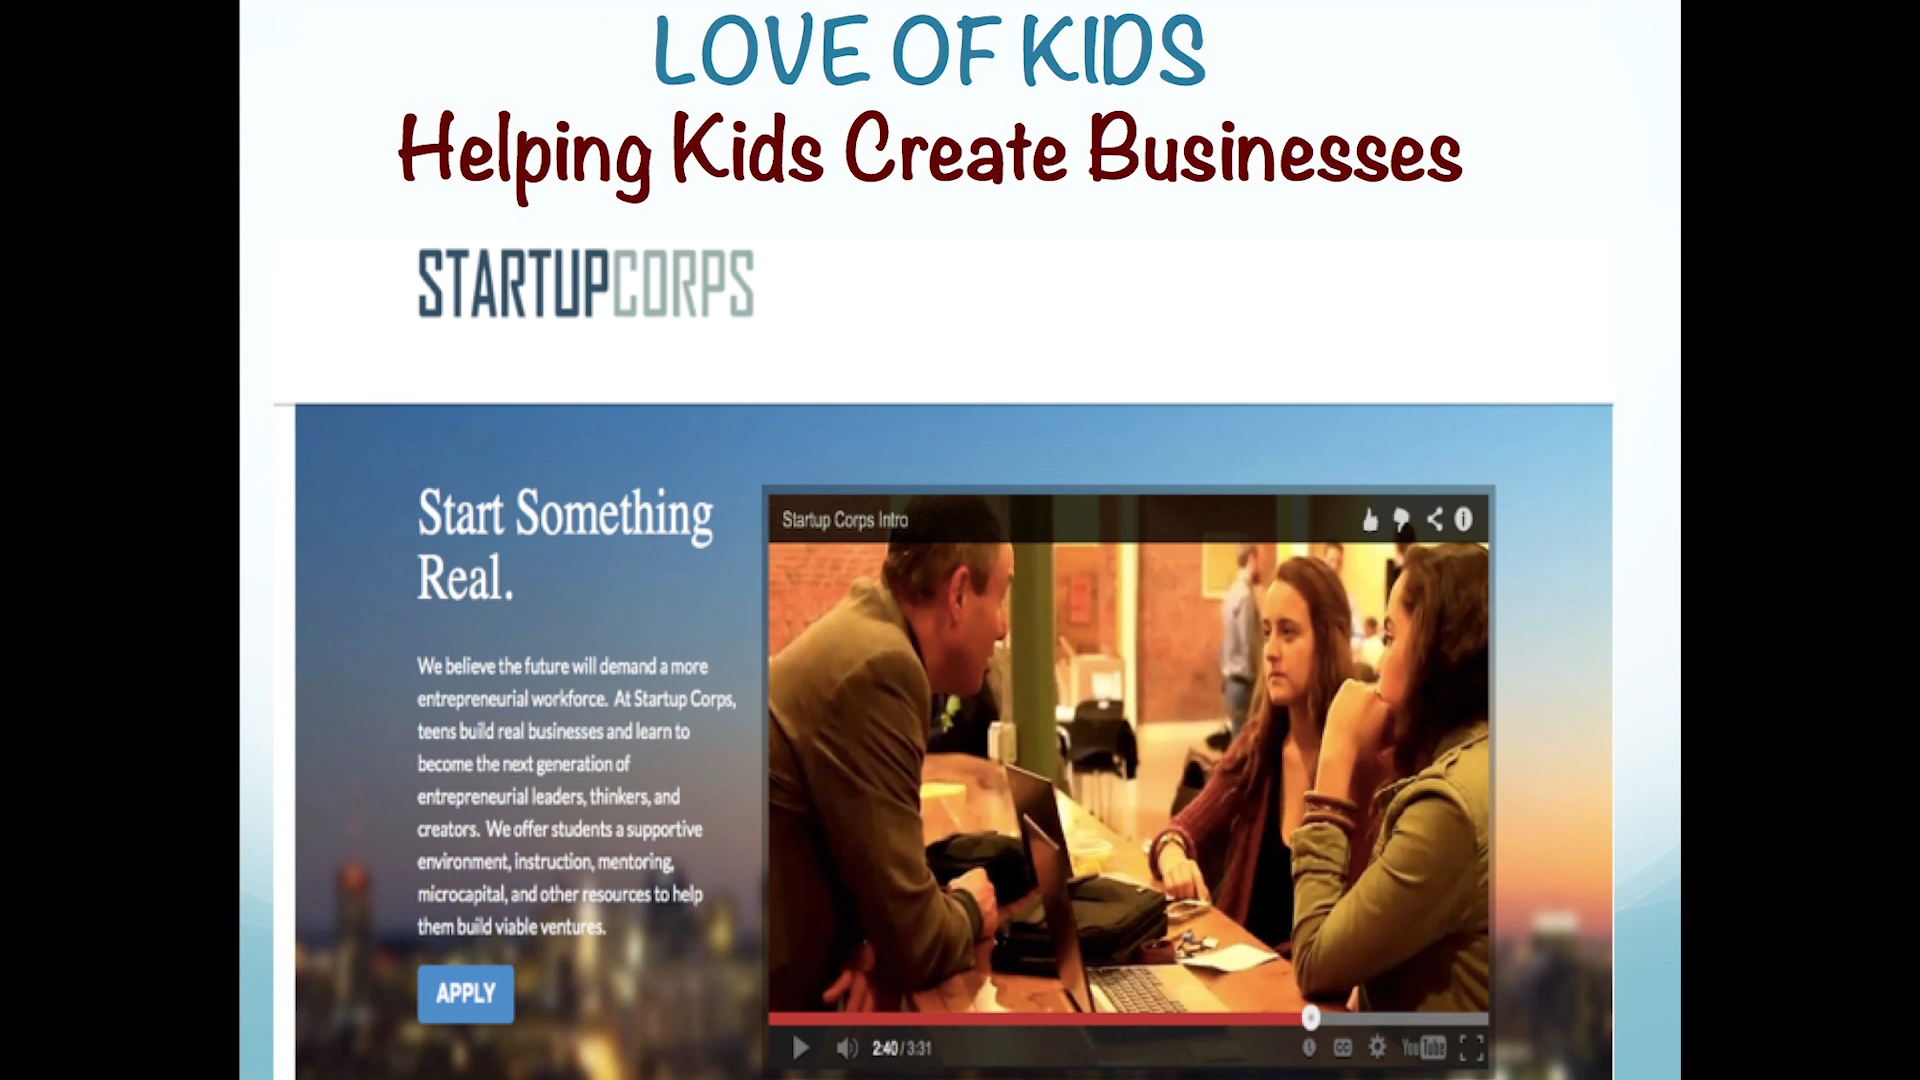 LOVE OF KIDS
Helping Kids Create Businesses
STARTUPCORPS
Start Something
Real.
We believe the future will demand a more
entrepreneurial workforce. At Startup Corps,
teens build real businesses and learn to
become the next generation of
entrepreneurial leaders, thinkers, and
creators. We offer students a supportive
environment, instruction, mentoring,
microcapital, and other resources to help
them build viable ventures.
APPLY
Startup Corps Intro
2:40 / 3:31
CC
YouTube